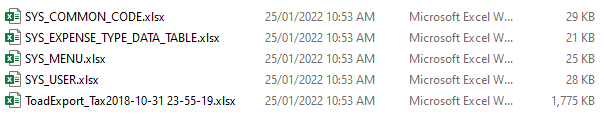 SYS_COMMON_CODE.xlsx 25/01/2022 10:53 AM Microsoft Excel W... 29 KB
SYS_EXPENSE_TYPE_DATA_TABLE.xlsx 25/01/2022 10:53 AM Microsoft Excel W... 21 KB
SYS_MENU.xlsx 25/01/2022 10:53 AM Microsoft Excel W... 25 KB
SYS_USER.xlsx 25/01/2022 10:53 AM Microsoft Excel W... 28 KB
ToadExport_Tax2018-10-31 23-55-19.xlsx 25/01/2022 10:53 AM Microsoft Excel W... 1,775 KB